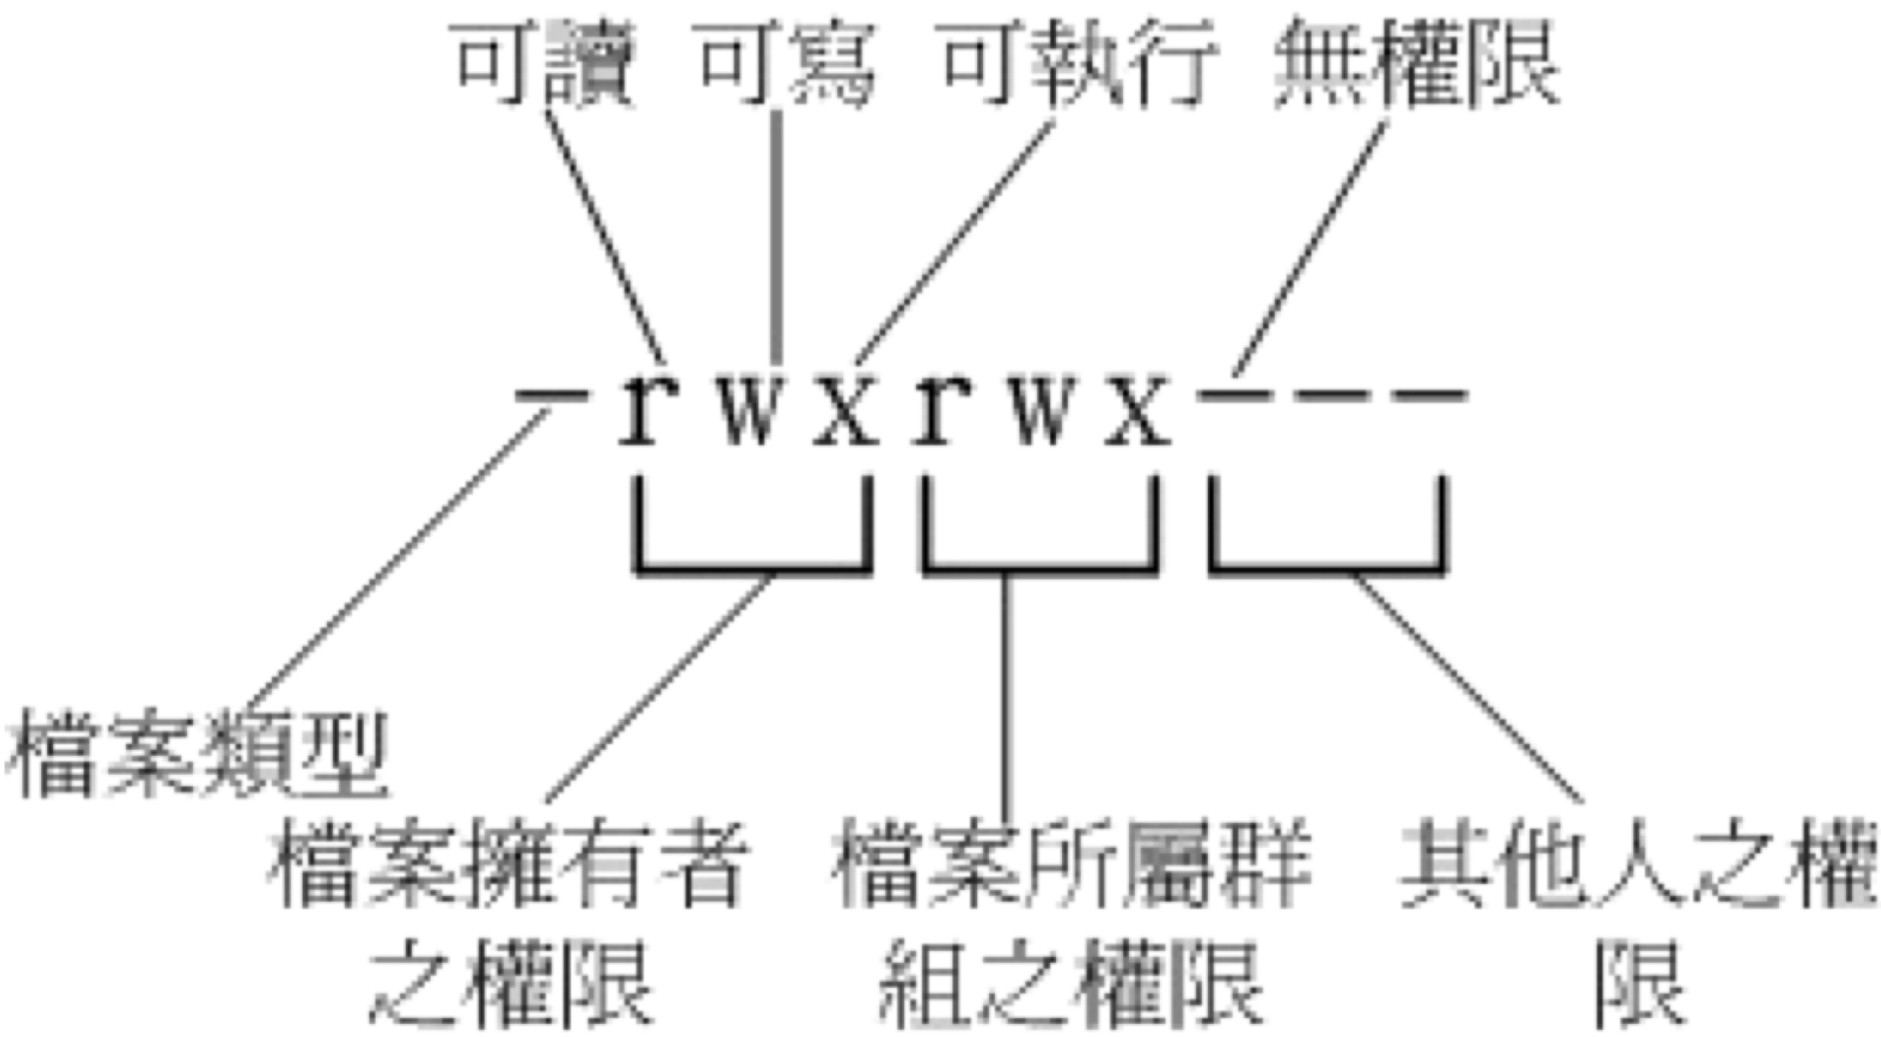 可讀 可寫 可執行 無權限
-rwxrwx---
檔案類型
檔案擁有者
之權限
檔案所屬群
組之權限
其他人之權
限